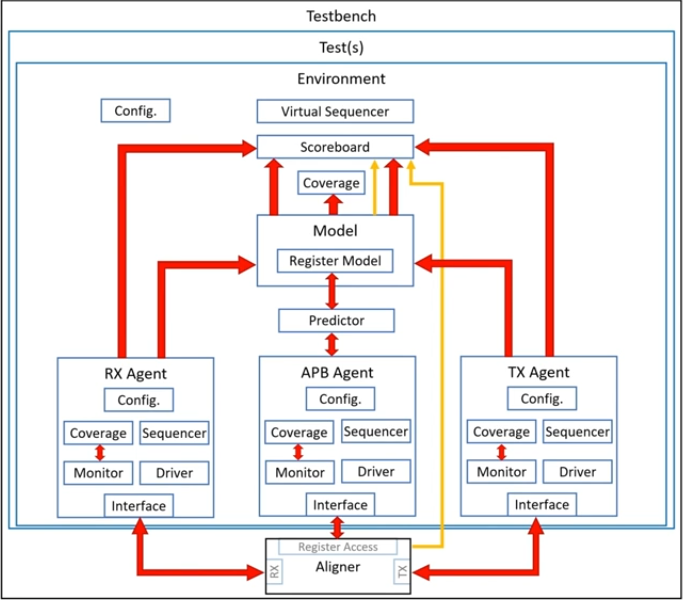 Testbench
Test(s)
Environment
Config.
Virtual Sequencer
Scoreboard
Coverage
Model
Register Model
Predictor
RX Agent
Config.
Coverage
Sequencer
Monitor
Driver
Interface
APB Agent
Config.
Coverage
Sequencer
Monitor
Driver
Interface
TX Agent
Config.
Coverage
Sequencer
Monitor
Driver
Interface
Register Access
RX
Aligner
TX